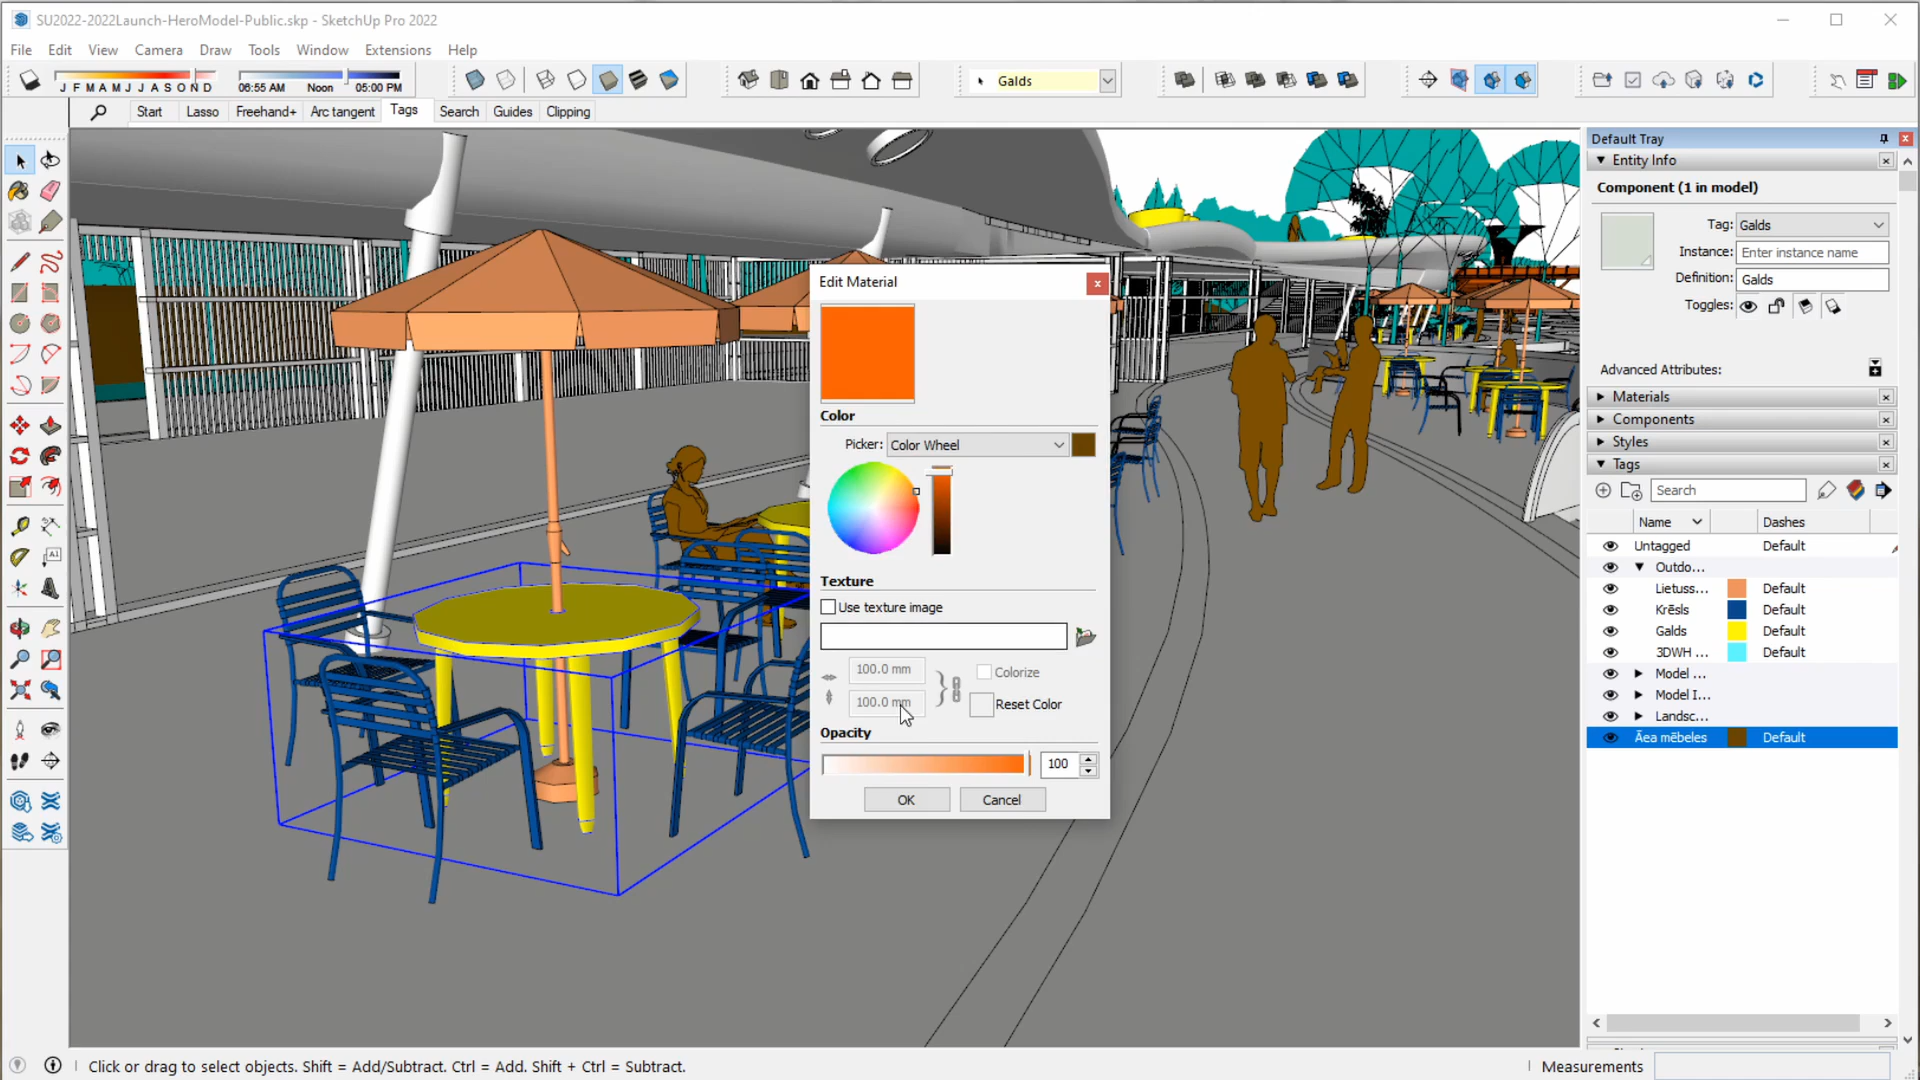 SU2022-2022Launch-HeroModel-Public.skp - SketchUp Pro 2022
File Edit View Camera Draw Tools Window Extensions Help
J F M A M J J A S O N D
06:55 AM Noon 05:00 PM
Galds
Start Lasso Freehand+ Arc tangent Tags Search Guides Clipping
Default Tray
Entity Info
Component (1 in model)
Tag: Galds
Instance: Enter instance name
Definition: Galds
Toggles:
Advanced Attributes:
Materials
Components
Styles
Tags
Search
Name Dashes
Untagged Default
Outdo...
Lietuss... Default
Krēsls Default
Galds Default
3DWH ... Default
Model ...
Model I...
Landsc...
Āea mēbeles Default
Edit Material
Color
Picker: Color Wheel
Texture
Use texture image
100.0 mm
Colorize
100.0 mm
Reset Color
Opacity
100
OK Cancel
A1
Click or drag to select objects. Shift = Add/Subtract. Ctrl = Add. Shift + Ctrl = Subtract.
Measurements